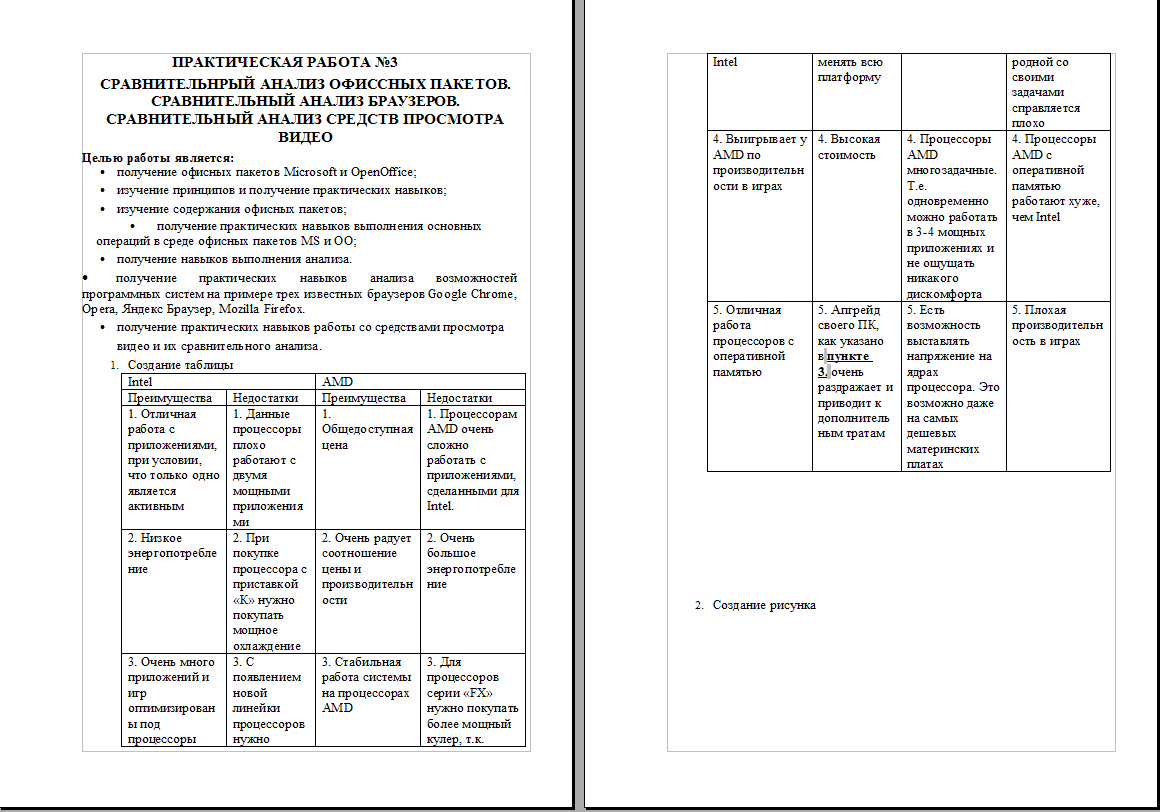 ПРАКТИЧЕСКАЯ РАБОТА №3
СРАВНИТЕЛЬНРЫЙ АНАЛИЗ ОФИССНЫХ ПАКЕТОВ.
СРАВНИТЕЛЬНЫЙ АНАЛИЗ БРАУЗЕРОВ.
СРАВНИТЕЛЬНЫЙ АНАЛИЗ СРЕДСТВ ПРОСМОТРА
ВИДЕО
Целью работы является:
• получение офисных пакетов Microsoft и OpenOffice;
• изучение принципов и получение практических навыков;
• изучение содержания офисных пакетов;
• получение практических навыков выполнения основных
операций в среде офисных пакетов MS и OO;
• получение навыков выполнения анализа.
• получение практических навыков анализа возможностей
программных систем на примере трех известных браузеров Google Chrome,
Opera, Яндекс Браузер, Mozilla Firefox.
• получение практических навыков работы со средствами просмотра
видео и их сравнительного анализа.
1. Создание таблицы
Intel
AMD
Преимущества
Недостатки
Преимущества
Недостатки
1. Отличная
работа с
приложениями,
при условии,
что только одно
является
активным
1. Данные
процессоры
плохо
работают с
двумя
мощными
приложения
ми
1.
Общедоступная
цена
1. Процессорам
AMD очень
сложно
работать с
приложениями,
сделанными для
Intel.
2. Низкое
энергопотребле
ние
2. При
покупке
процессора с
приставкой
«K» нужно
покупать
мощное
охлаждение
2. Очень радует
соотношение
цены и
производительн
ости
2. Очень
большое
энергопотребле
ние
3. Очень много
приложений и
игр
оптимизирован
ы под
процессоры
3. С
появлением
новой
линейки
процессоров
нужно
3. Стабильная
работа системы
на процессорах
AMD
3. Для
процессоров
серии «FX»
нужно покупать
более мощный
кулер, т.к.
Intel
менять всю
платформу
родной со
своими
задачами
справляется
плохо
4. Выигрывает у
AMD по
производительн
ости в играх
4. Высокая
стоимость
4. Процессоры
AMD
многозадачные.
Т.е.
одновременно
можно работать
в 3-4 мощных
приложениях и
не ощущать
никакого
дискомфорта
4. Процессоры
AMD с
оперативной
памятью
работают хуже,
чем Intel
5. Отличная
работа
процессоров с
оперативной
памятью
5. Апгрейд
своего ПК,
как указано
в пункте
3, очень
раздражает и
приводит к
дополнитель
ным тратам
5. Есть
возможность
выставлять
напряжение на
ядрах
процессора. Это
возможно даже
на самых
дешевых
материнских
платах
5. Плохая
производительн
ость в играх
2. Создание рисунка